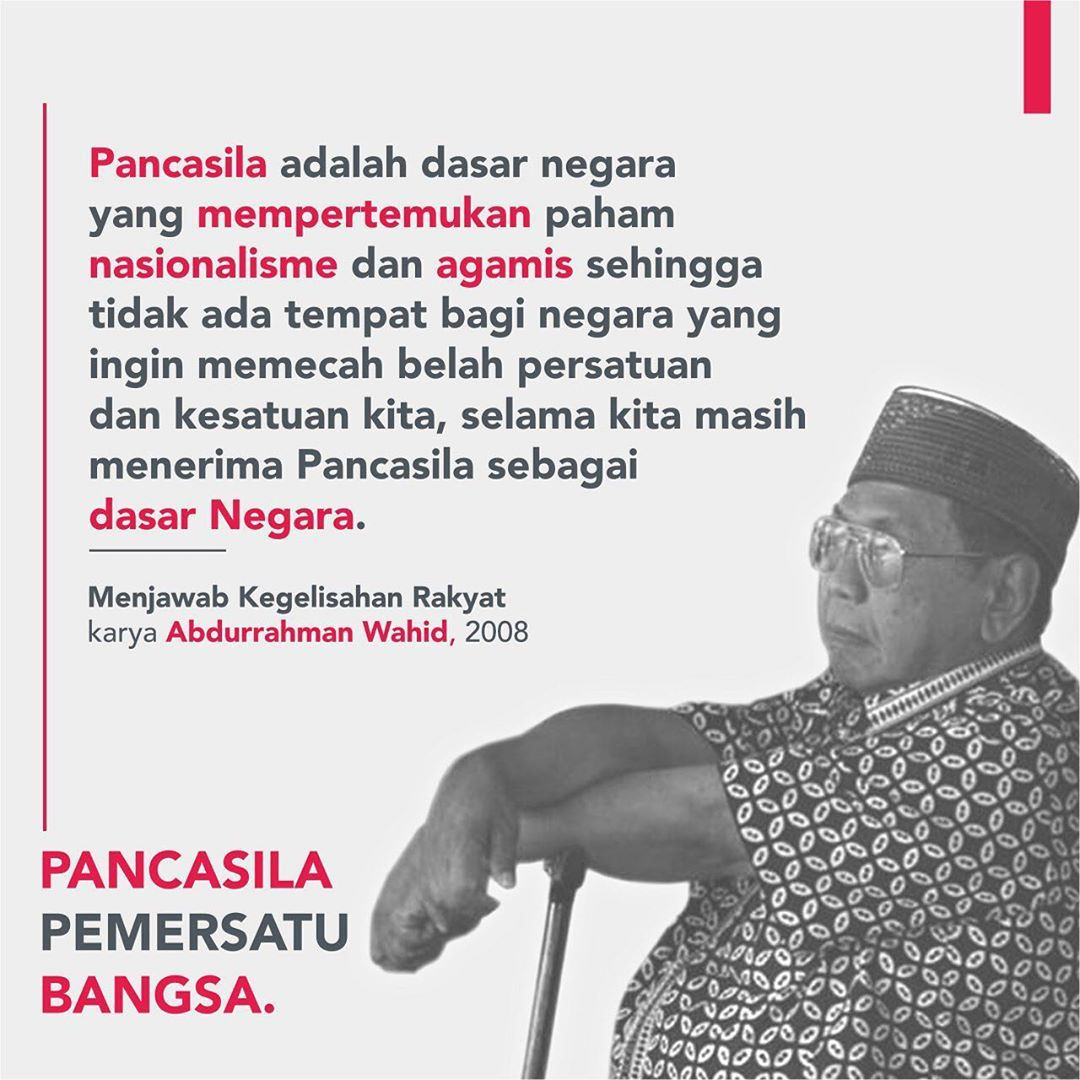 Pancasila adalah dasar negara
yang mempertemukan paham
nasionalisme dan agamis sehingga
tidak ada tempat bagi negara yang
ingin memecah belah persatuan
dan kesatuan kita, selama kita masih
menerima Pancasila sebagai
dasar Negara.
Menjawab Kegelisahan Rakyat
karya Abdurrahman Wahid, 2008
PANCASILA
PEMERSATU
BANGSA.